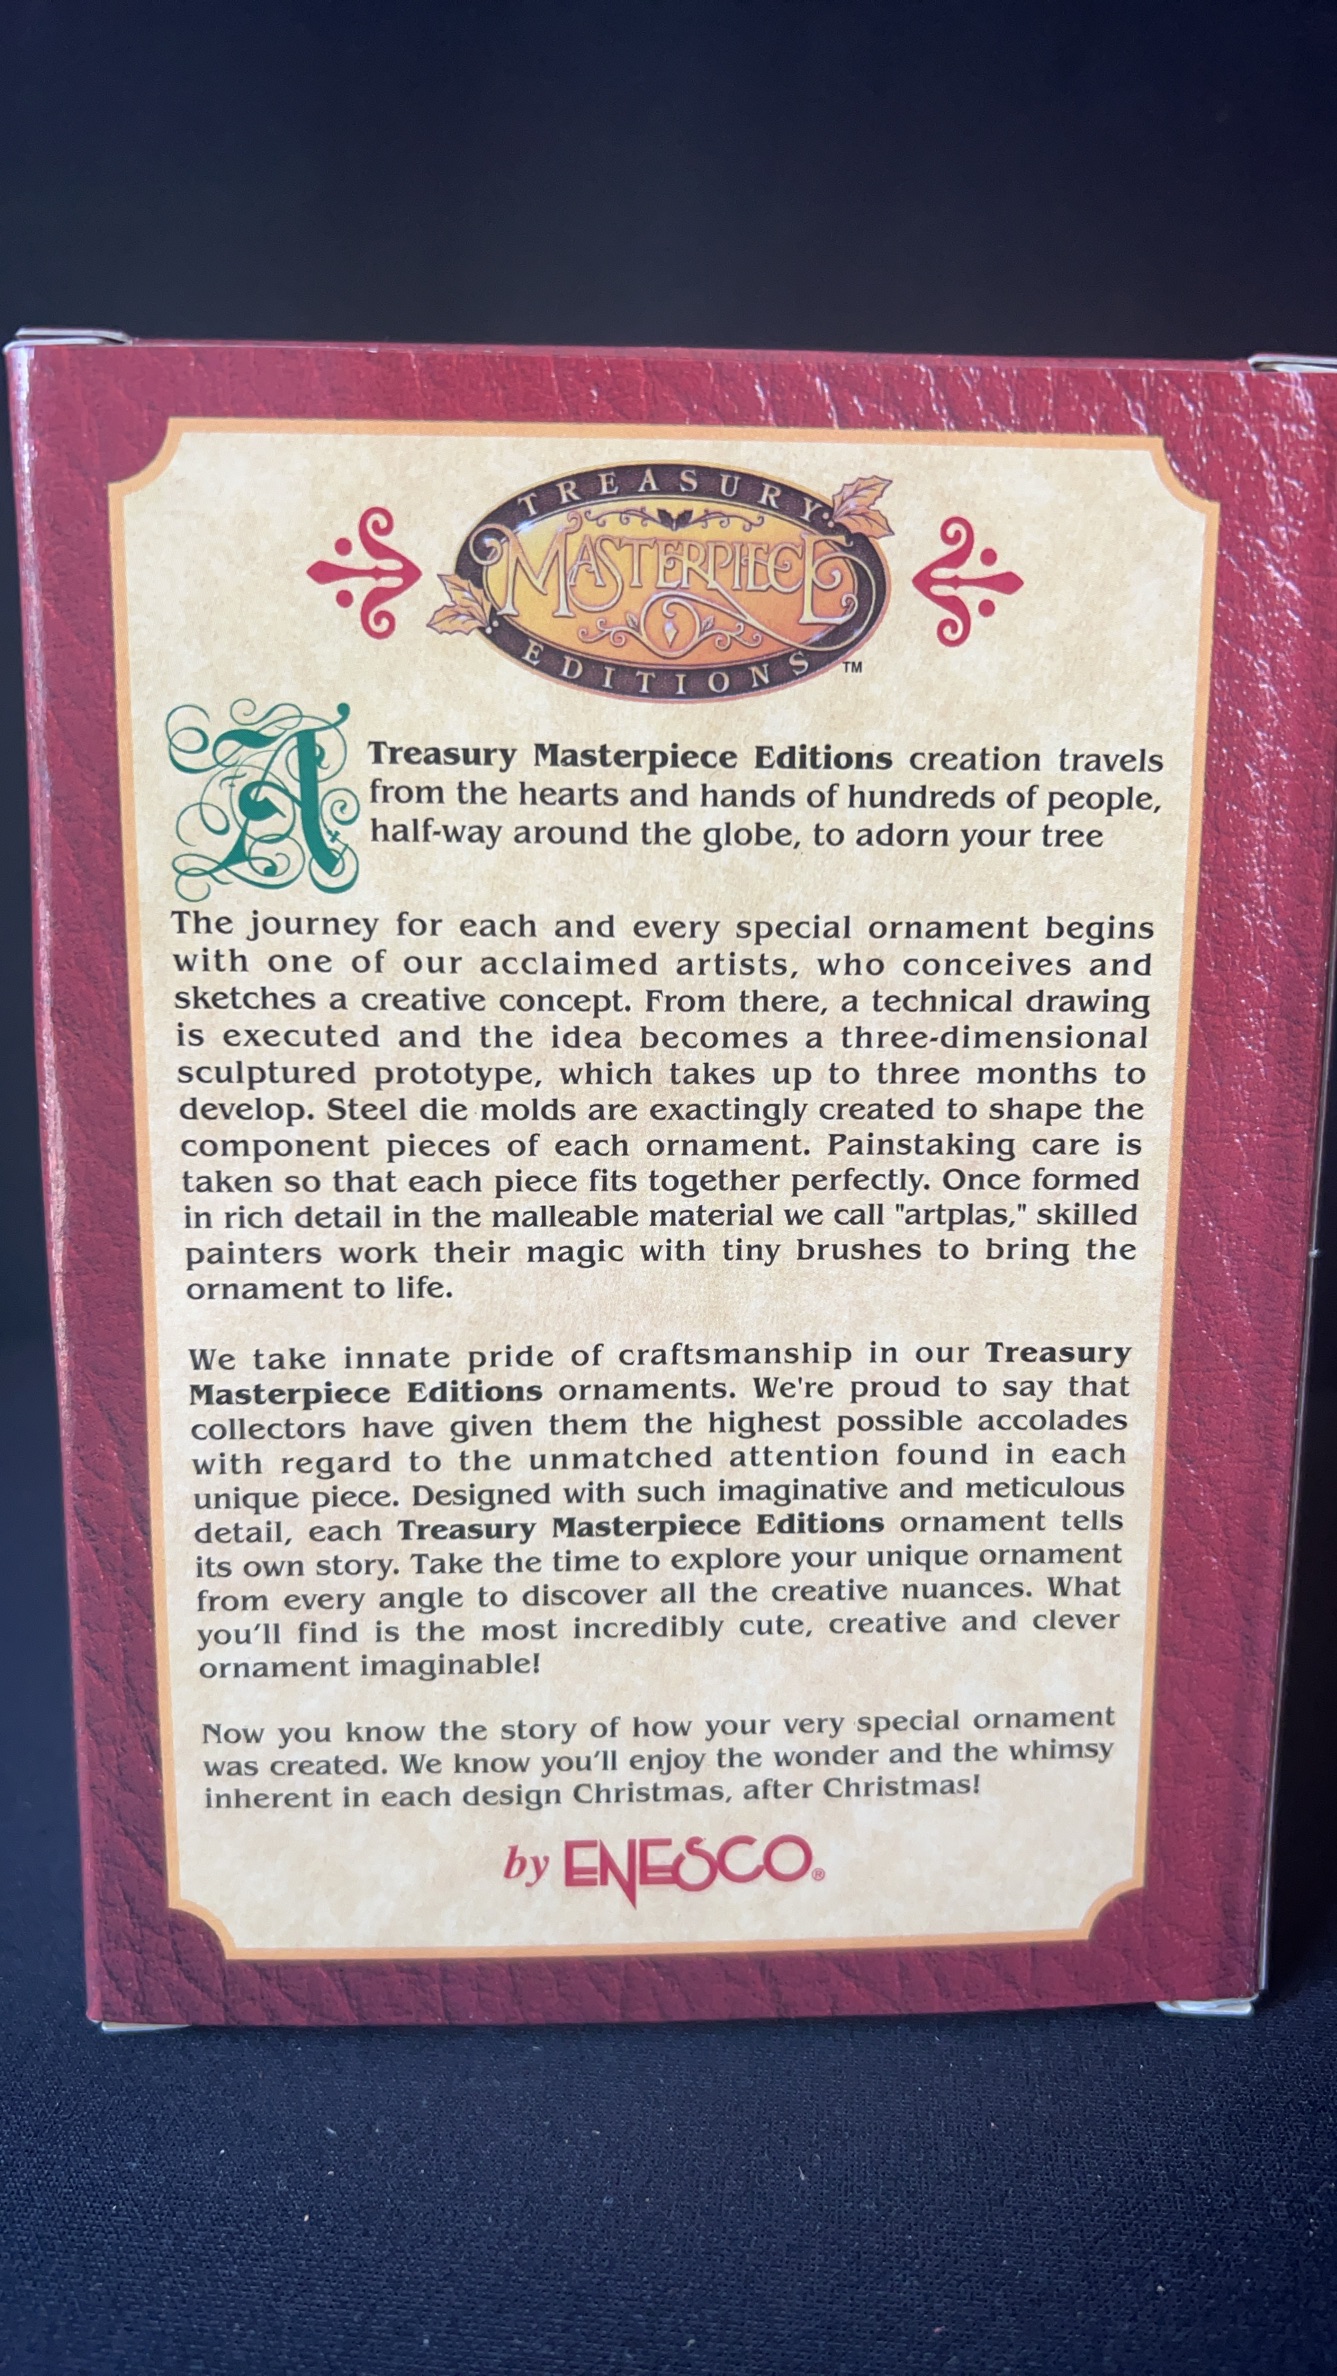 TREASURY
MASTERPIECE
EDITIONS
TM
A Treasury Masterpiece Editions creation travels
from the hearts and hands of hundreds of people,
half-way around the globe, to adorn your tree
The journey for each and every special ornament begins
with one of our acclaimed artists, who conceives and
sketches a creative concept. From there, a technical drawing
is executed and the idea becomes a three-dimensional
sculptured prototype, which takes up to three months to
develop. Steel die molds are exactingly created to shape the
component pieces of each ornament. Painstaking care is
taken so that each piece fits together perfectly. Once formed
in rich detail in the malleable material we call "artplas," skilled
painters work their magic with tiny brushes to bring the
ornament to life.
We take innate pride of craftsmanship in our Treasury
Masterpiece Editions ornaments. We're proud to say that
collectors have given them the highest possible accolades
with regard to the unmatched attention found in each
unique piece. Designed with such imaginative and meticulous
detail, each Treasury Masterpiece Editions ornament tells
its own story. Take the time to explore your unique ornament
from every angle to discover all the creative nuances. What
you'll find is the most incredibly cute, creative and clever
ornament imaginable!
Now you know the story of how your very special ornament
was created. We know you'll enjoy the wonder and the whimsy
inherent in each design Christmas, after Christmas!
by ENESCO®